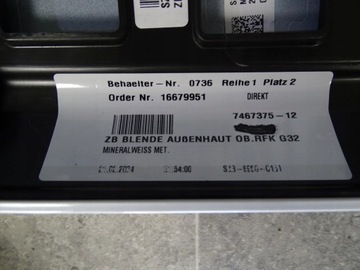 Behaelter-Nr. 0736 Reihe 1 Platz 2
Order Nr. 16679951 DIREKT
7467375-12
ZB BLENDE AUßENHAUT OB.RFK G32
MINERALWEISS MET.